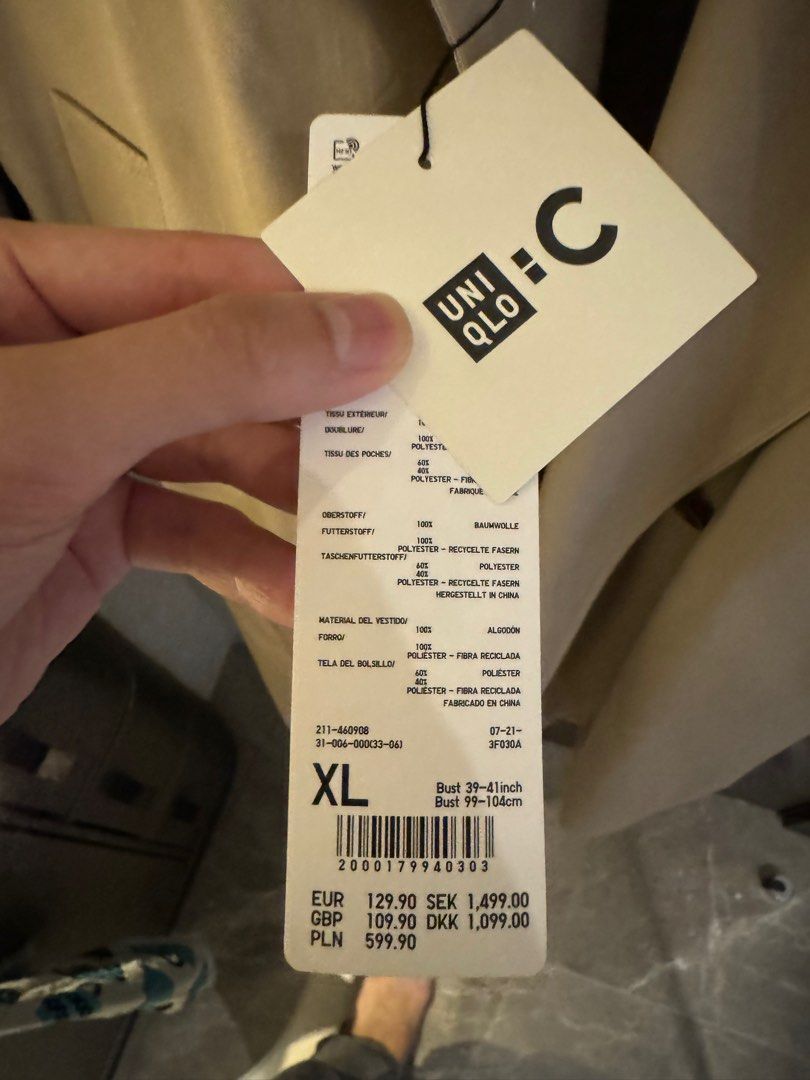 UNI
QLO
: C
TISSU EXTÉRIEUR/
DOUBLURE/
100%
TISSU DES POCHES/
60%
40%
POLYESTER - 
FABRIQUÉ
OBERSTOFF/
100% BAUMWOLLE
FUTTERSTOFF/
100%
POLYESTER - RECYCELTE FASERN
TASCHENFUTTERSTOFF/
60% POLYESTER
40%
POLYESTER - RECYCELTE FASERN
HERGESTELLT IN CHINA
MATERIAL DEL VESTIDO/
100% ALGODÓN
FORRO/
100%
POLIÉSTER - FIBRA RECICLADA
TELA DEL BOLSILLO/
60% POLIÉSTER
40%
POLIÉSTER - FIBRA RECICLADA
FABRICADO EN CHINA
211-460908 07-21-
31-006-000(33-06) 3F030A
XL
Bust 39-41inch
Bust 99-104cm
2000179940303
EUR 129.90 SEK 1,499.00
GBP 109.90 DKK 1,099.00
PLN 599.90